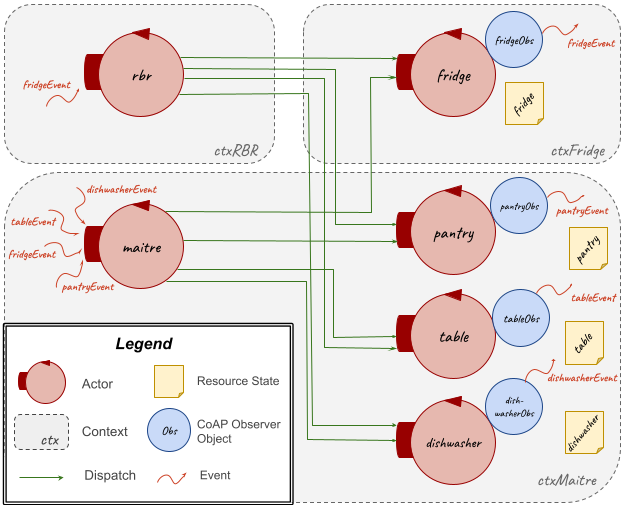 rbr
fridgeEvent
ctxRBR
fridge
fridgeObs
fridgeEvent
fridge
ctxFridge
dishwasherEvent
tableEvent
fridgeEvent
pantryEvent
maitre
pantry
pantryObs
pantryEvent
pantry
table
tableObs
tableEvent
table
dishwasher
dish-
washerObs
dishwasherEvent
dishwasher
ctxMaitre
Legend
Actor
Resource State
ctx
Context
Obs
CoAP Observer
Object
Dispatch
Event